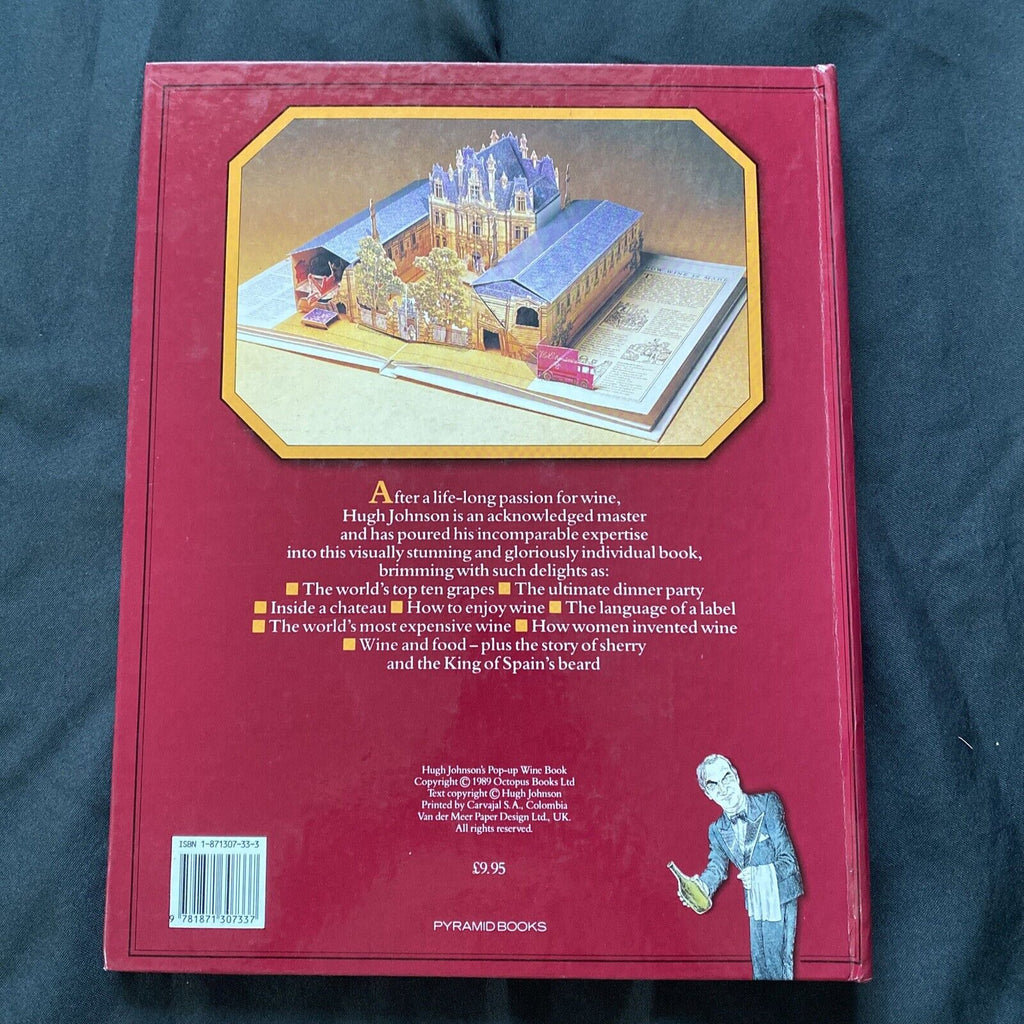 HOW WINE IS MADE
After a life-long passion for wine,
Hugh Johnson is an acknowledged master
and has poured his incomparable expertise
into this visually stunning and gloriously individual book,
brimming with such delights as:
■ The world's top ten grapes ■ The ultimate dinner party
■ Inside a chateau ■ How to enjoy wine ■ The language of a label
■ The world's most expensive wine ■ How women invented wine
■ Wine and food – plus the story of sherry
and the King of Spain's beard
Hugh Johnson's Pop-up Wine Book
Copyright © 1989 Octopus Books Ltd
Text copyright © Hugh Johnson
Printed by Carvajal S.A., Colombia
Van der Meer Paper Design Ltd., UK.
All rights reserved.
£9.95
PYRAMID BOOKS
ISBN 1-871307-33-3
9 781871 307337